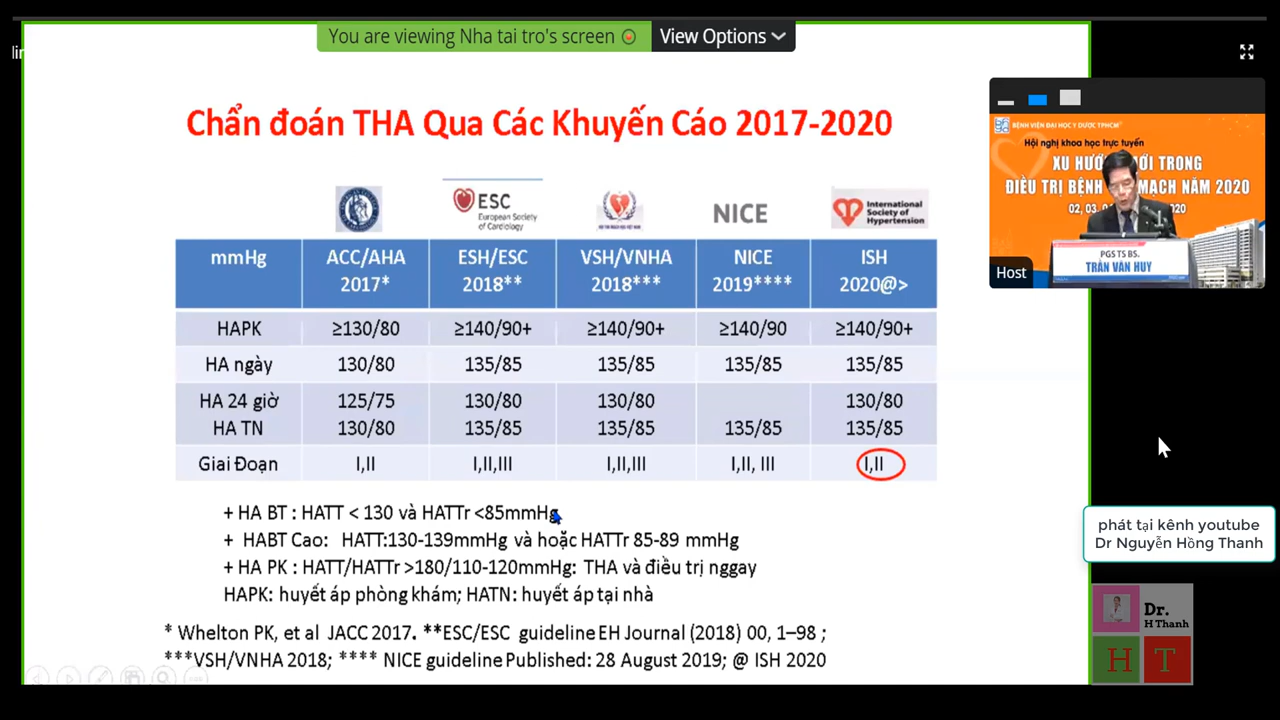 You are viewing Nha tai tro's screen
View Options
Chẩn đoán THA Qua Các Khuyến Cáo 2017-2020
ESC
European Society
of Cardiology
NICE
International
Society of
Hypertension
mmHg ACC/AHA 2017* ESH/ESC 2018** VSH/VNHA 2018*** NICE 2019**** ISH 2020@>
HAPK ≥130/80 ≥140/90+ ≥140/90+ ≥140/90 ≥140/90+
HA ngày 130/80 135/85 135/85 135/85 135/85
HA 24 giờ 125/75 130/80 130/80 130/80
HA TN 130/80 135/85 135/85 135/85 135/85
Giai Đoạn I,II I,II,III I,II,III I,II, III I,II
+ HA BT : HATT < 130 và HATTr <85mmHg
+ HABT Cao: HATT:130-139mmHg và hoặc HATTr 85-89 mmHg
+ HA PK : HATT/HATTr >180/110-120mmHg: THA và điều trị nggay
HAPK: huyết áp phòng khám; HATN: huyết áp tại nhà
* Whelton PK, et al JACC 2017. **ESC/ESC guideline EH Journal (2018) 00, 1–98 ;
***VSH/VNHA 2018; **** NICE guideline Published: 28 August 2019; @ ISH 2020
BỆNH VIỆN ĐẠI HỌC Y DƯỢC TPHCM
Hội nghị khoa học trực tuyến
XU HƯỚ ỚI TRONG
ĐIỀU TRỊ BỆNH MẠCH NĂM 2020
02, 03, 2020
PGS TS BS.
TRẦN VĂN HUY
Host
phát tại kênh youtube
Dr Nguyễn Hồng Thanh
Dr.
H Thanh
H T